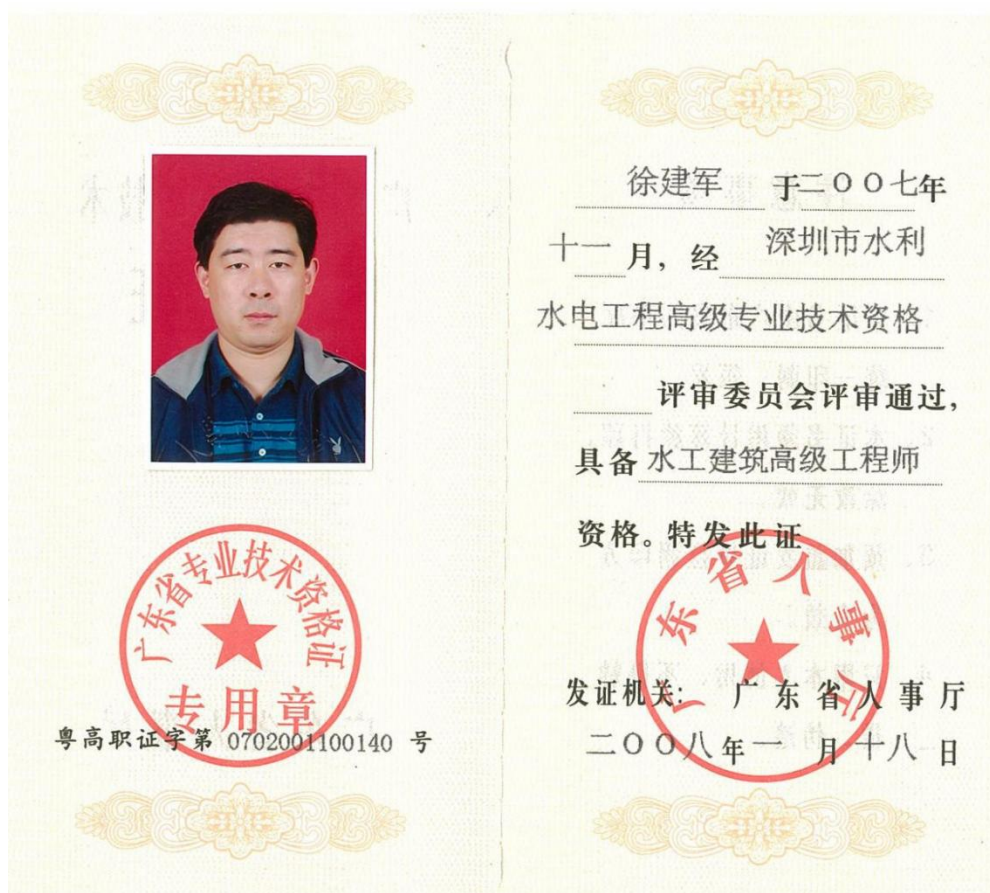 广东省专业技术资格证
专用章
粤高职证字第 0702001100140 号
徐建军 于二〇〇七年
十一月，经 深圳市水利
水电工程高级专业技术资格
评审委员会评审通过，
具备 水工建筑高级工程师
资格。特发此证
广东省人事厅
发证机关：广东省人事厅
二〇〇八年一月十八日